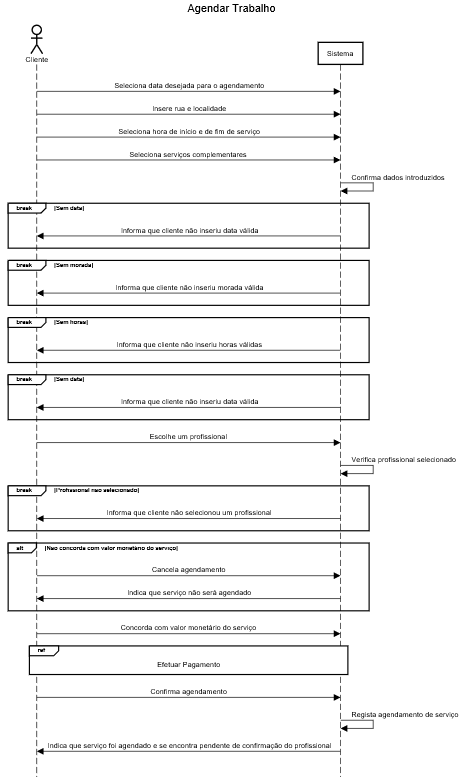 Agendar Trabalho
Cliente
Sistema
Seleciona data desejada para o agendamento
Insere rua e localidade
Seleciona hora de início e de fim de serviço
Seleciona serviços complementares
Confirma dados introduzidos
break [Sem data]
Informa que cliente não inseriu data válida
break [Sem morada]
Informa que cliente não inseriu morada válida
break [Sem horas]
Informa que cliente não inseriu horas válidas
break [Sem data]
Informa que cliente não inseriu data válida
Escolhe um profissional
Verifica profissional selecionado
break [Profissional não selecionado]
Informa que cliente não selecionou um profissional
alt [Não concorda com valor monetário do serviço]
Cancela agendamento
Indica que serviço não será agendado
Concorda com valor monetário do serviço
ref
Efetuar Pagamento
Confirma agendamento
Regista agendamento de serviço
Indica que serviço foi agendado e se encontra pendente de confirmação do profissional